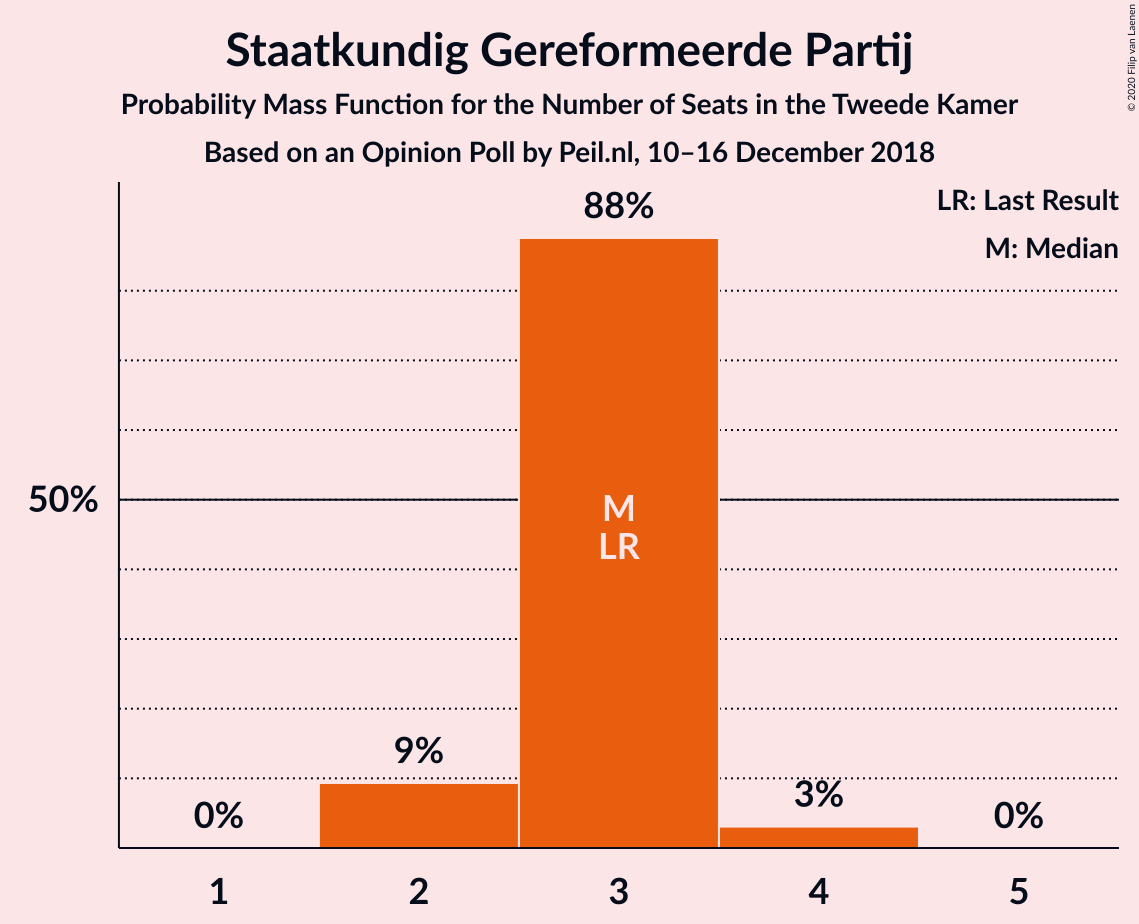 Staatkundig Gereformeerde Partij
Probability Mass Function for the Number of Seats in the Tweede Kamer
Based on an Opinion Poll by Peil.nl, 10–16 December 2018
© 2020 Filip van Laenen
LR: Last Result
M: Median
88%
50%
M
LR
9%
3%
0%
0%
1
2
3
4
5